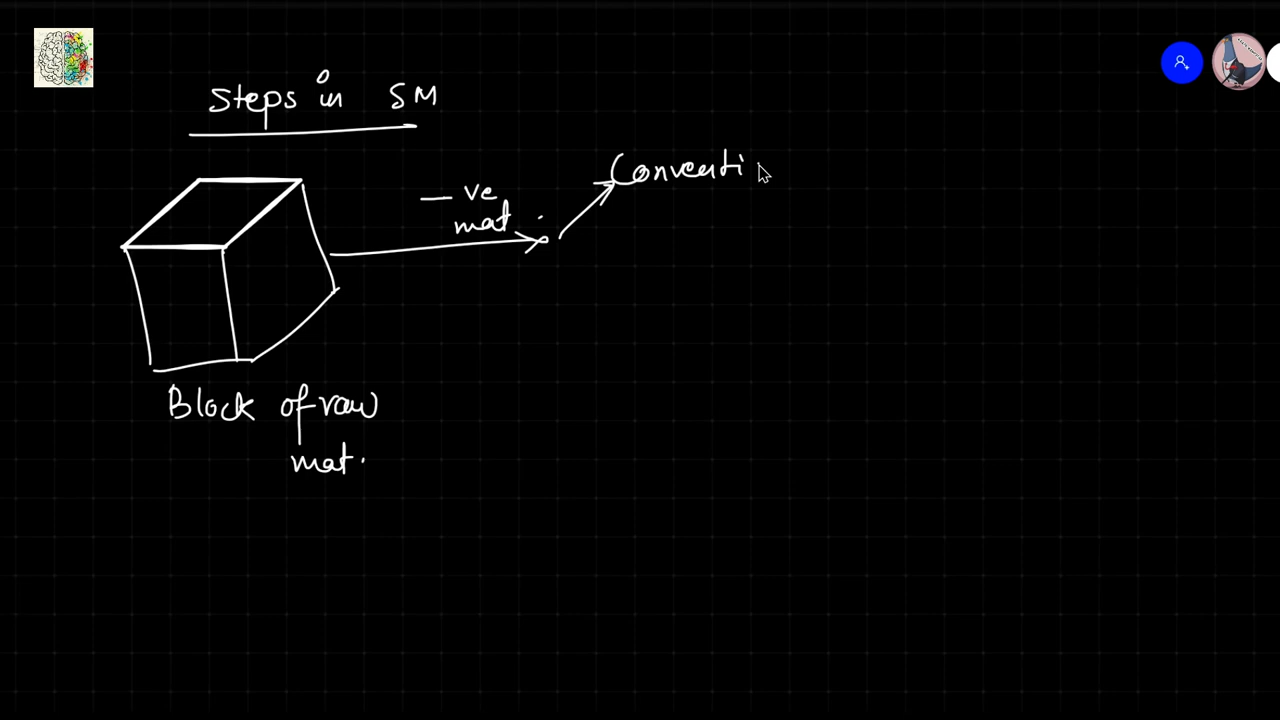 Steps in SM
Conventi
- ve
mat.
Block of raw
mat.